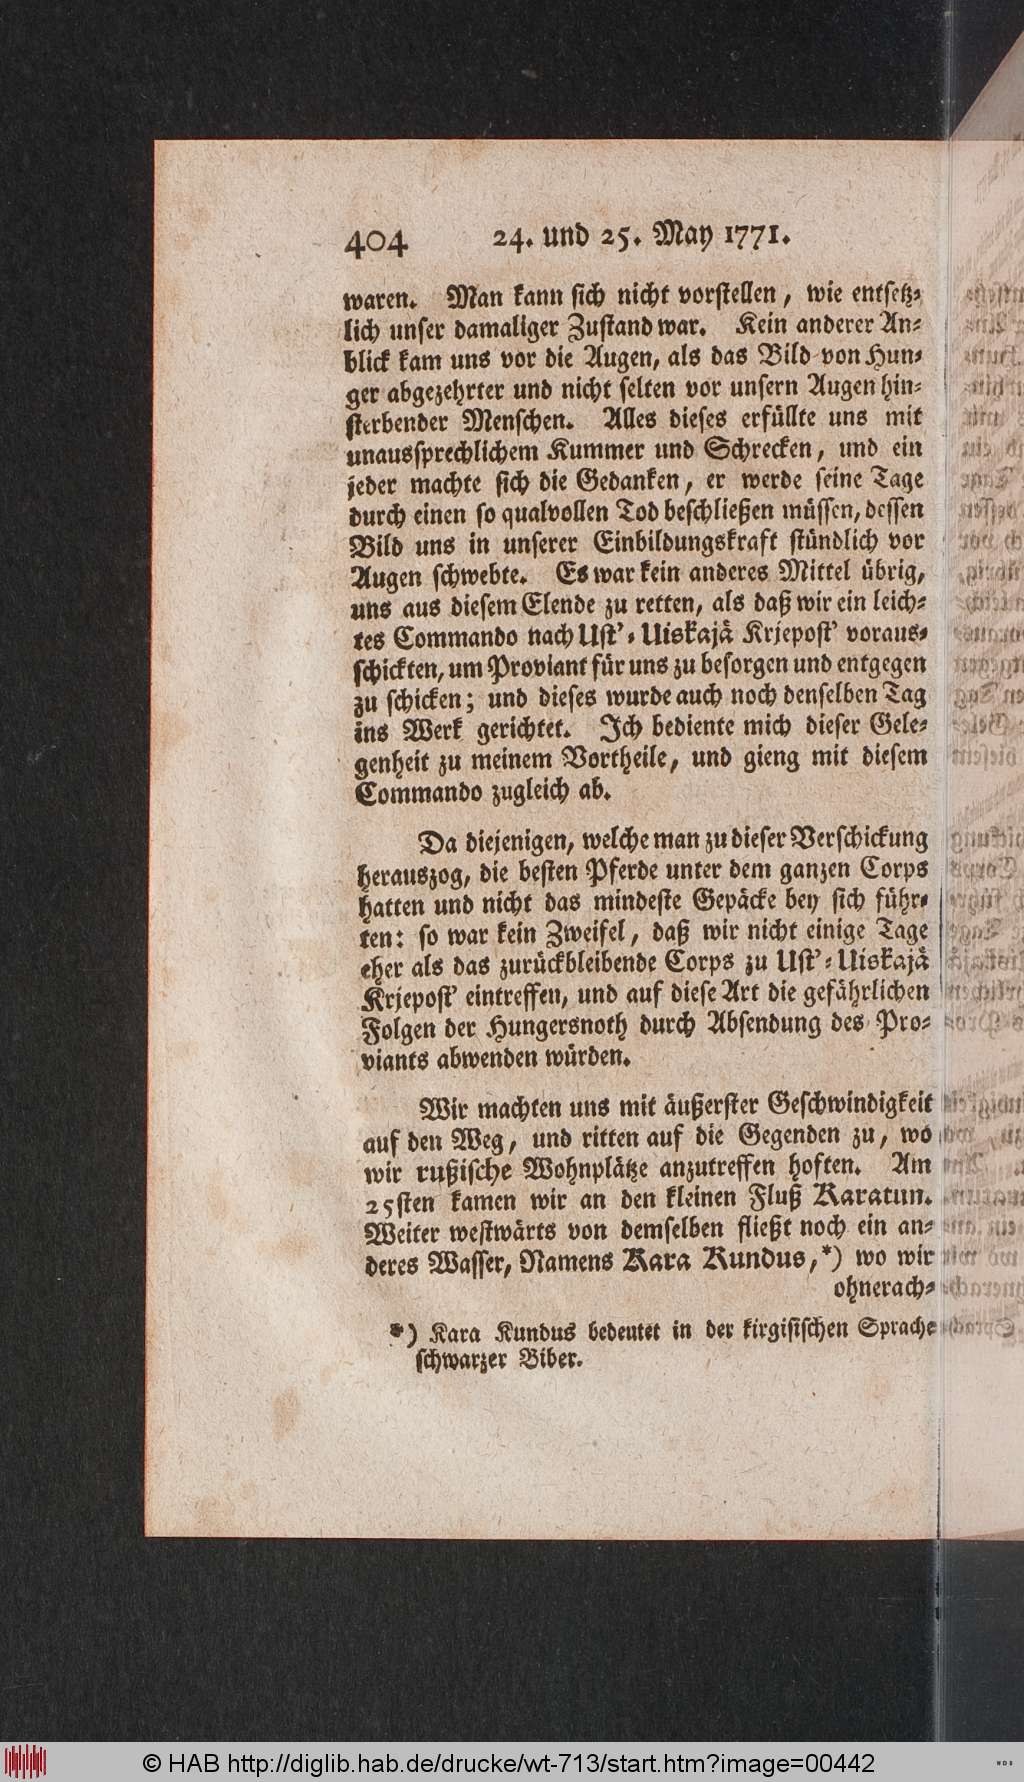 404 24. und 25. May 1771.
waren. Man kann sich nicht vorstellen, wie entsetz-
lich unser damaliger Zustand war. Kein anderer An-
blick kam uns vor die Augen, als das Bild von Hun-
ger abgezehrter und nicht selten vor unsern Augen hin-
sterbender Menschen. Alles dieses erfüllte uns mit
unaussprechlichem Kummer und Schrecken, und ein
jeder machte sich die Gedanken, er werde seine Tage
durch einen so qualvollen Tod beschließen müssen, dessen
Bild uns in unserer Einbildungskraft stündlich vor
Augen schwebte. Es war kein anderes Mittel übrig,
uns aus diesem Elende zu retten, als daß wir ein leich-
tes Commando nach Ust'-Uiskajä Krjepost' voraus-
schickten, um Proviant für uns zu besorgen und entgegen
zu schicken; und dieses wurde auch noch denselben Tag
ins Werk gerichtet. Ich bediente mich dieser Gele-
genheit zu meinem Vortheile, und gieng mit diesem
Commando zugleich ab.
Da diejenigen, welche man zu dieser Verschickung
herauszog, die besten Pferde unter dem ganzen Corps
hatten und nicht das mindeste Gepäcke bey sich führ-
ten: so war kein Zweifel, daß wir nicht einige Tage
eher als das zurückbleibende Corps zu Ust'-Uiskajä
Krjepost' eintreffen, und auf diese Art die gefährlichen
Folgen der Hungersnoth durch Absendung des Pro-
viants abwenden würden.
Wir machten uns mit äußerster Geschwindigkeit
auf den Weg, und ritten auf die Gegenden zu, wo
wir rußische Wohnplätze anzutreffen hoften. Am
25sten kamen wir an den kleinen Fluß Karatun.
Weiter westwärts von demselben fließt noch ein an-
deres Wasser, Namens Kara Kundus,*) wo wir
ohnerach-
*) Kara Kundus bedeutet in der kirgisischen Sprache
schwarzer Biber.
© HAB http://diglib.hab.de/drucke/wt-713/start.htm?image=00442